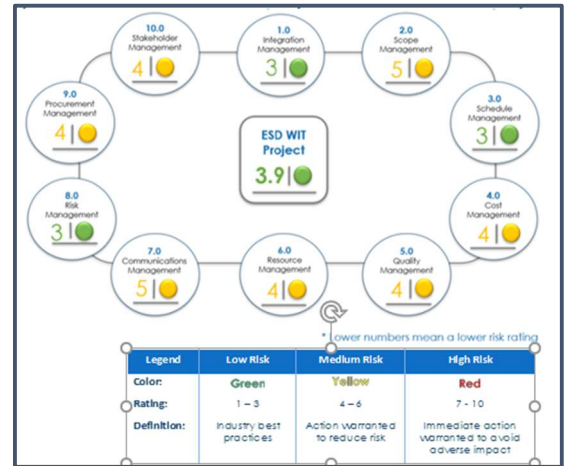 10.0
Stakeholder
Management
4
1.0
Integration
Management
3
2.0
Scope
Management
5
9.0
Procurement
Management
4
3.0
Schedule
Management
3
ESD WIT
Project
3.9
8.0
Risk
Management
3
4.0
Cost
Management
4
7.0
Communications
Management
5
6.0
Resource
Management
4
5.0
Quality
Management
4
* Lower numbers mean a lower risk rating
Legend Low Risk Medium Risk High Risk
Color: Green Yellow Red
Rating: 1 – 3 4 – 6 7 - 10
Definition: Industry best practices Action warranted to reduce risk Immediate action warranted to avoid adverse impact